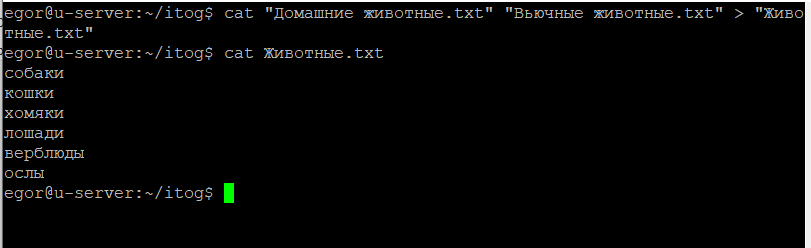 egor@u-server:~/itog$ cat "Домашние животные.txt" "Вьючные животные.txt" > "Живо
тные.txt"
egor@u-server:~/itog$ cat Животные.txt
собаки
кошки
хомяки
лошади
верблюды
ослы
egor@u-server:~/itog$